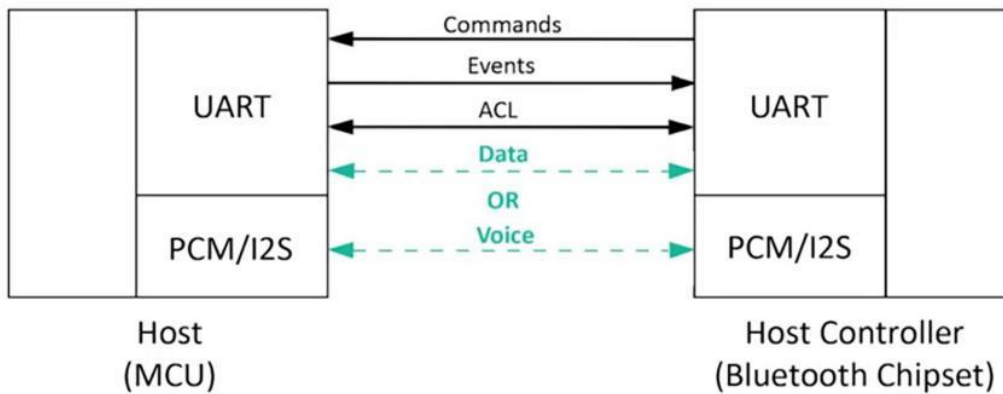 Commands
Events
UART
ACL
UART
Data
OR
Voice
PCM/I2S
PCM/I2S
Host
(MCU)
Host Controller
(Bluetooth Chipset)